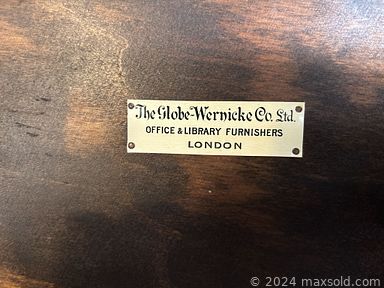 The Globe-Wernicke Co. Ltd.
OFFICE & LIBRARY FURNISHERS
LONDON
© 2024 maxsold.com